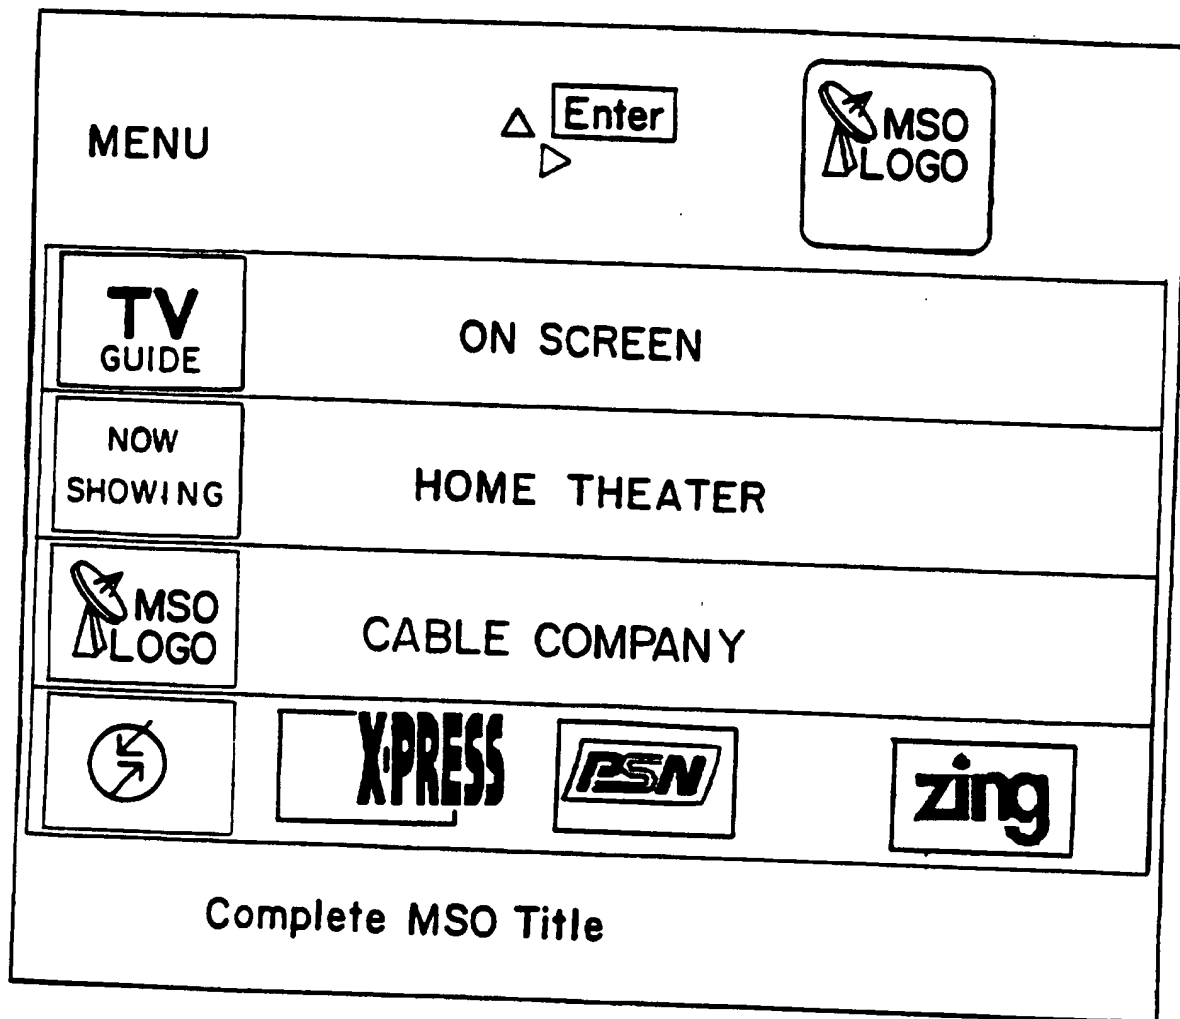 MENU
Enter
MSO
LOGO
TV
GUIDE
ON SCREEN
NOW
SHOWING
HOME THEATER
MSO
LOGO
CABLE COMPANY
X·PRESS
PSN
zing
Complete MSO Title